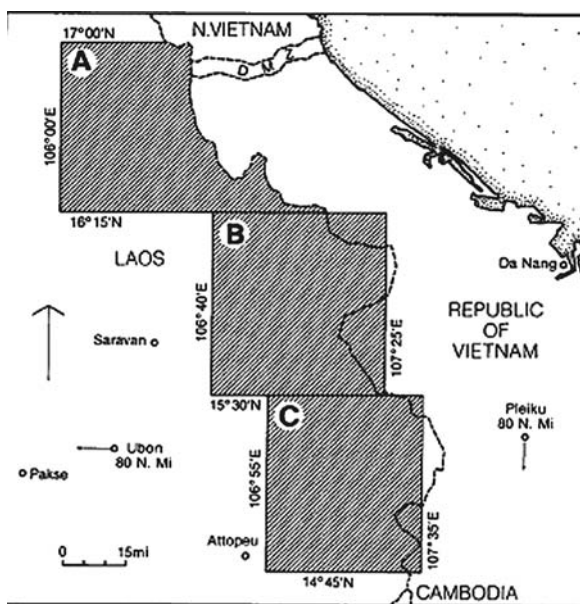 N.VIETNAM
17°00'N
A
D M Z
106°00'E
16°15'N
B
LAOS
Da Nang
106°40'E
107°25'E
REPUBLIC
OF
VIETNAM
Saravan
15°30'N
C
Pleiku
80 N. Mi
Ubon
80 N. Mi
Pakse
106°55'E
107°35'E
Attopeu
0 15mi
14°45'N
CAMBODIA